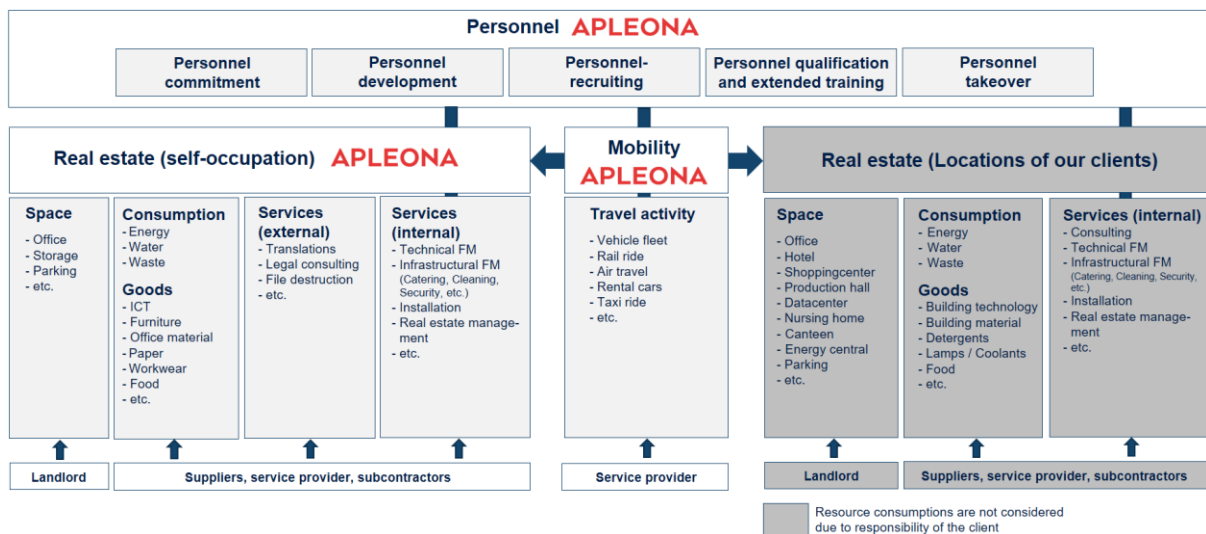 Personnel APLEONA
Personnel
commitment
Personnel
development
Personnel-
recruiting
Personnel qualification
and extended training
Personnel
takeover
Real estate (self-occupation) APLEONA
Mobility
APLEONA
Real estate (Locations of our clients)
Space
- Office
- Storage
- Parking
- etc.
Consumption
- Energy
- Water
- Waste
Goods
- ICT
- Furniture
- Office material
- Paper
- Workwear
- Food
- etc.
Services
(external)
- Translations
- Legal consulting
- File destruction
- etc.
Services
(internal)
- Technical FM
- Infrastructural FM
(Catering, Cleaning,
Security, etc.)
- Installation
- Real estate manage-
ment
- etc.
Travel activity
- Vehicle fleet
- Rail ride
- Air travel
- Rental cars
- Taxi ride
- etc.
Space
- Office
- Hotel
- Shoppingcenter
- Production hall
- Datacenter
- Nursing home
- Canteen
- Energy central
- Parking
- etc.
Consumption
- Energy
- Water
- Waste
Goods
- Building technology
- Building material
- Detergents
- Lamps / Coolants
- Food
- etc.
Services (internal)
- Consulting
- Technical FM
- Infrastructural FM
(Catering, Cleaning, Security,
etc.)
- Installation
- Real estate manage-
ment
- etc.
Landlord
Suppliers, service provider, subcontractors
Service provider
Landlord
Suppliers, service provider, subcontractors
Resource consumptions are not considered
due to responsibility of the client